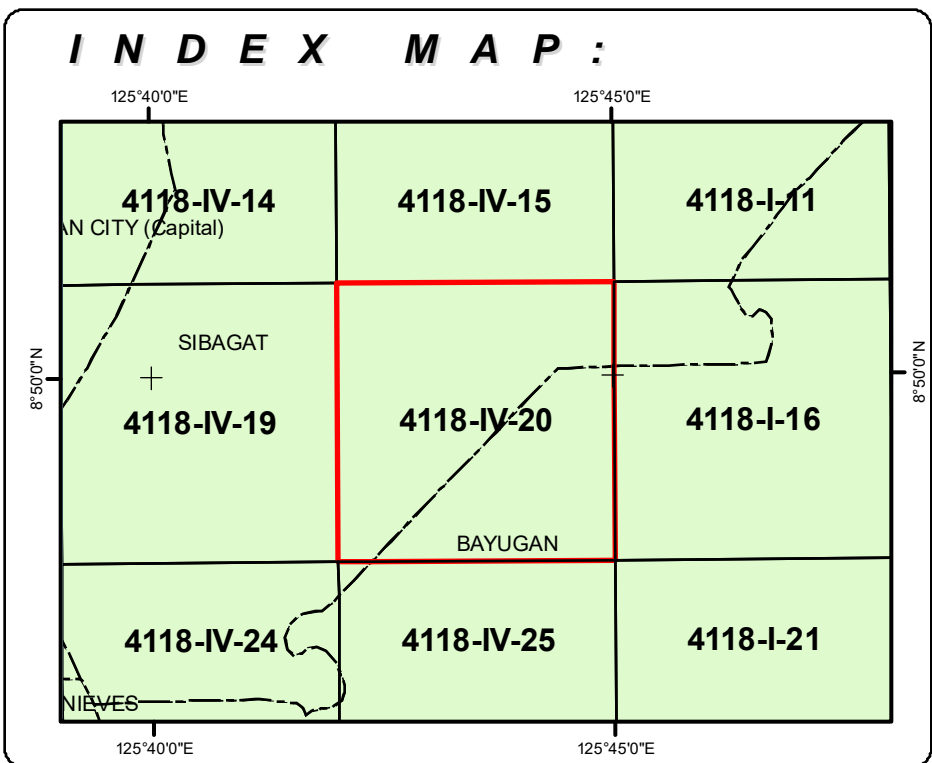 INDEX MAP:
125°40'0"E 125°45'0"E
4118-IV-14 4118-IV-15 4118-I-11
AN CITY (Capital)
SIBAGAT
8°50'0"N 8°50'0"N
4118-IV-19 4118-IV-20 4118-I-16
BAYUGAN
4118-IV-24 4118-IV-25 4118-I-21
NIEVES
125°40'0"E 125°45'0"E